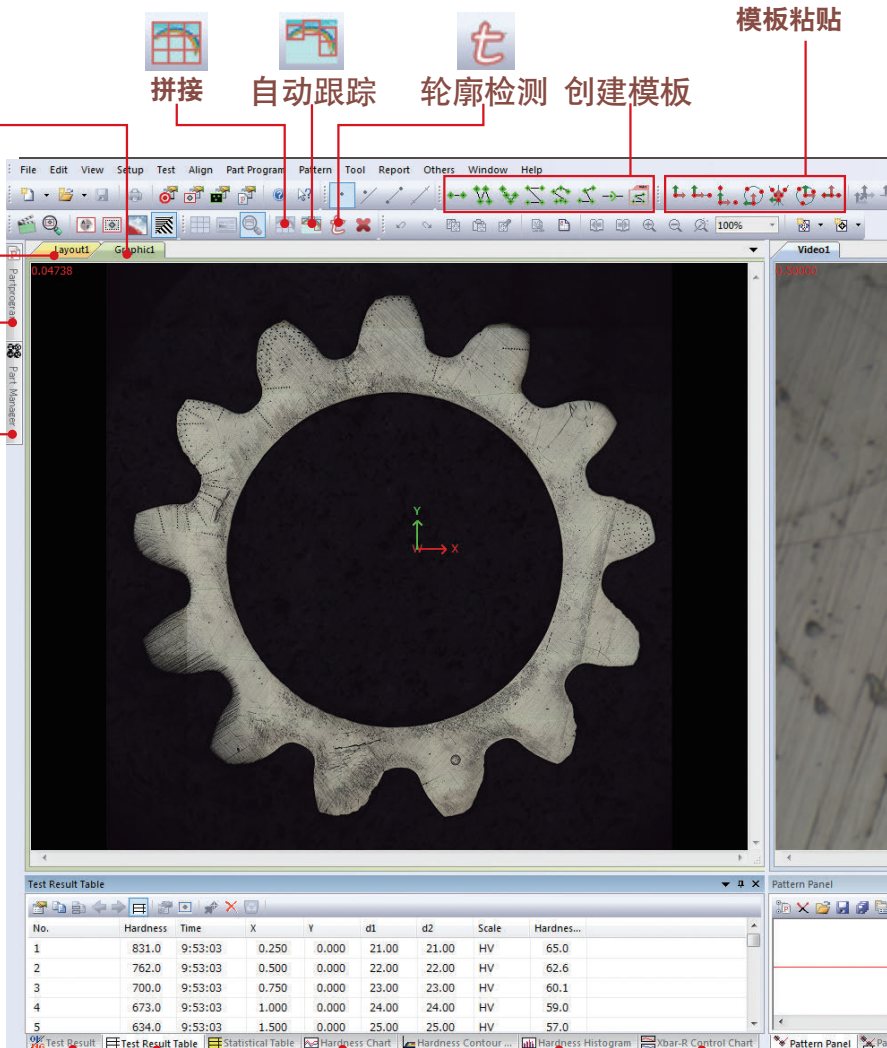 模板粘贴
拼接
自动跟踪
轮廓检测
创建模板
File Edit View Setup Test Align Part Program Pattern Tool Report Others Window Help
100%
Layout1 Graphic1
Video1
Part Manager
0.04738
0.00000
Y
W X
Test Result Table
Pattern Panel
No. Hardness Time X Y d1 d2 Scale Hardnes...
1 831.0 9:53:03 0.250 0.000 21.00 21.00 HV 65.0
2 762.0 9:53:03 0.500 0.000 22.00 22.00 HV 62.6
3 700.0 9:53:03 0.750 0.000 23.00 23.00 HV 60.1
4 673.0 9:53:03 1.000 0.000 24.00 24.00 HV 59.0
5 634.0 9:53:03 1.500 0.000 25.00 25.00 HV 57.0
Test Result Test Result Table Statistical Table Hardness Chart Hardness Contour ... Hardness Histogram Xbar-R Control Chart
Pattern Panel